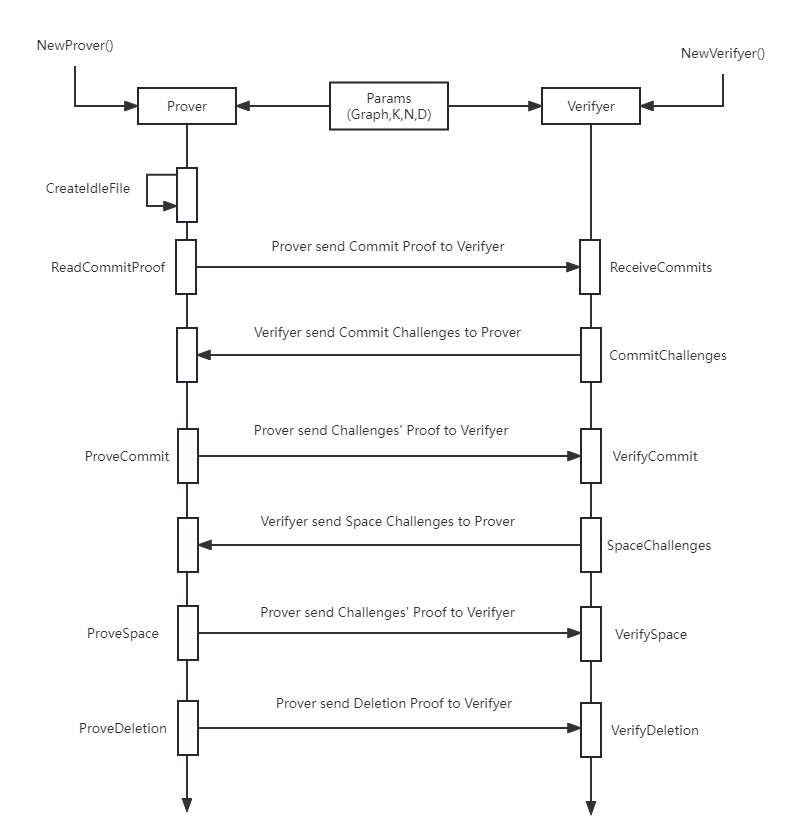 NewProver()
NewVerifyer()
Prover
Params
(Graph,K,N,D)
Verifyer
CreateIdleFile
Prover send Commit Proof to Verifyer
ReadCommitProof
ReceiveCommits
Verifyer send Commit Challenges to Prover
CommitChallenges
Prover send Challenges' Proof to Verifyer
ProveCommit
VerifyCommit
Verifyer send Space Challenges to Prover
SpaceChallenges
Prover send Challenges' Proof to Verifyer
ProveSpace
VerifySpace
Prover send Deletion Proof to Verifyer
ProveDeletion
VerifyDeletion